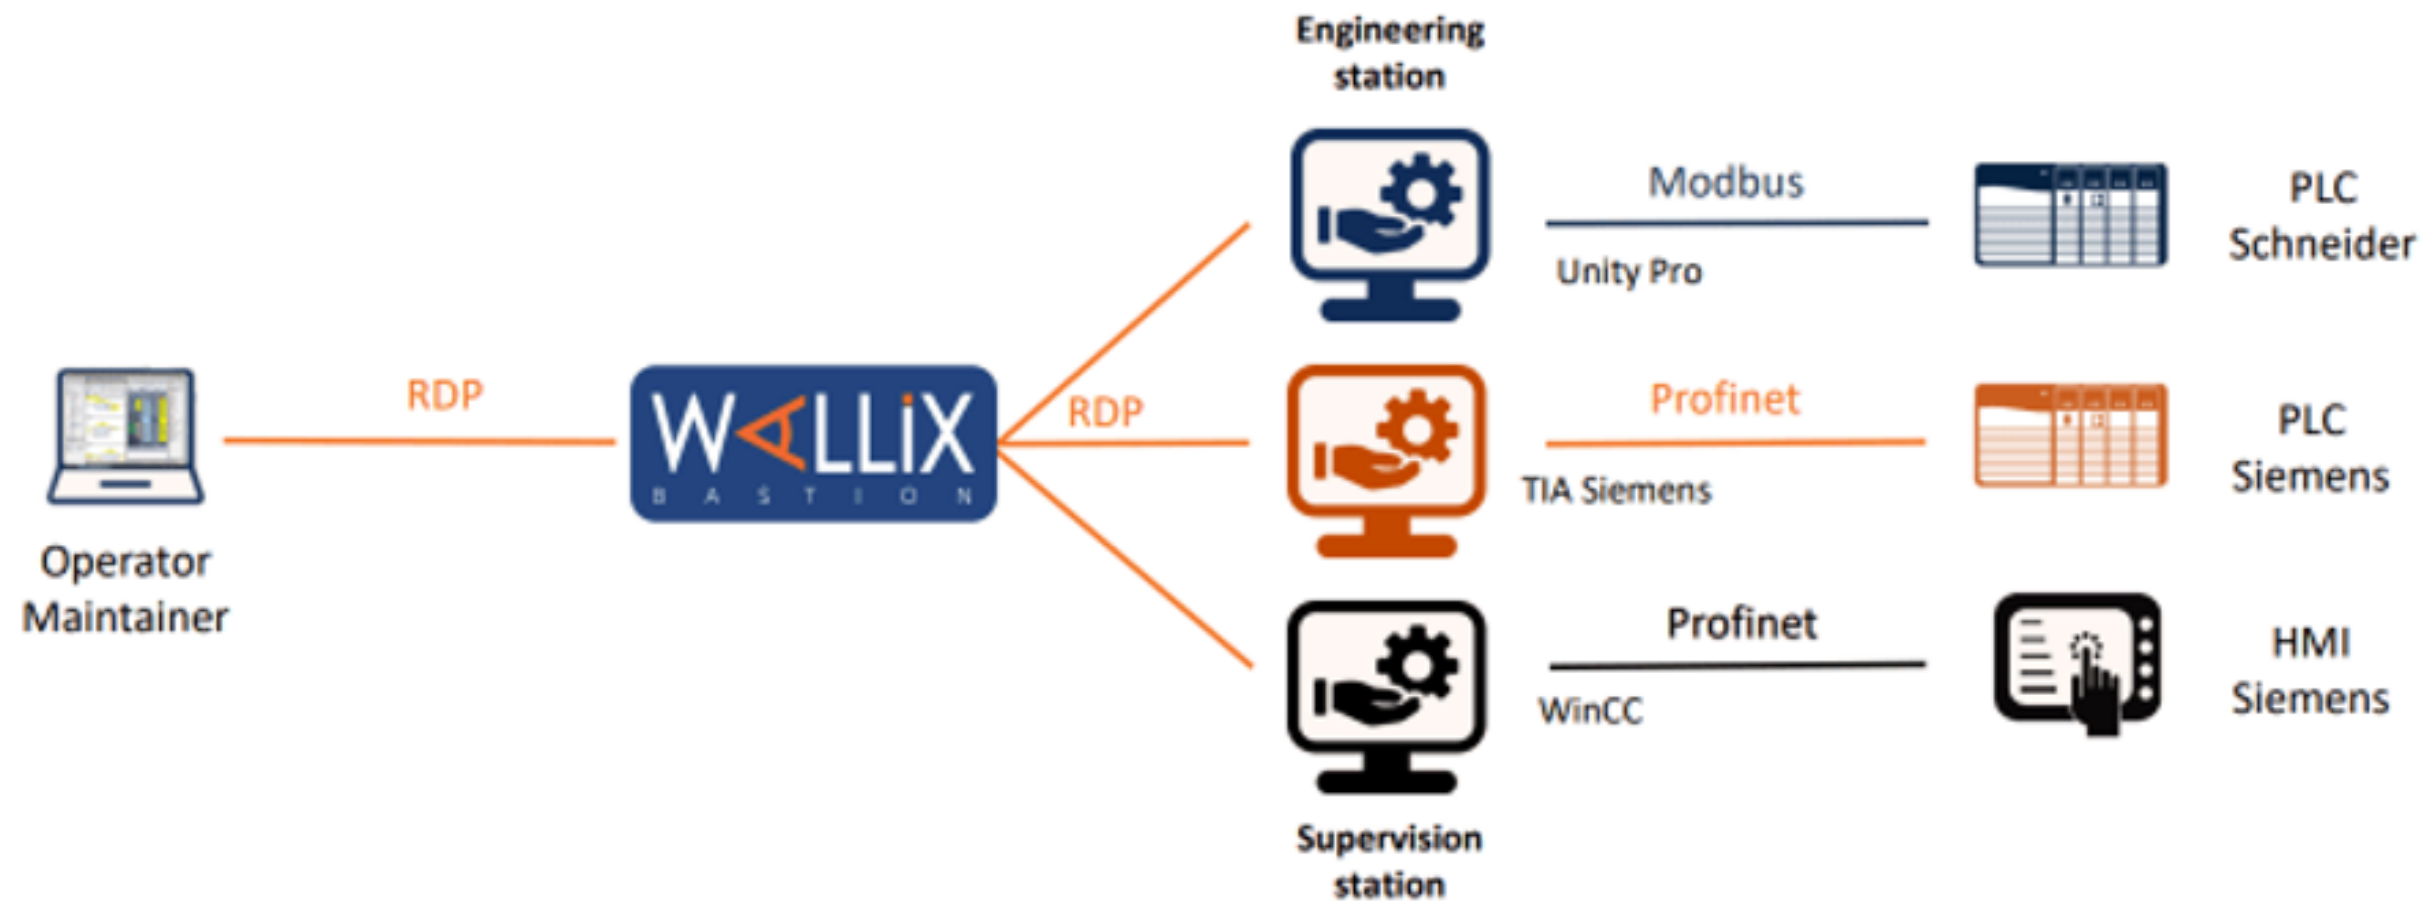 Engineering
station
Modbus
Unity Pro
PLC
Schneider
RDP
WALLiX
BASTION
RDP
Profinet
TIA Siemens
PLC
Siemens
Operator
Maintainer
Profinet
WinCC
HMI
Siemens
Supervision
station